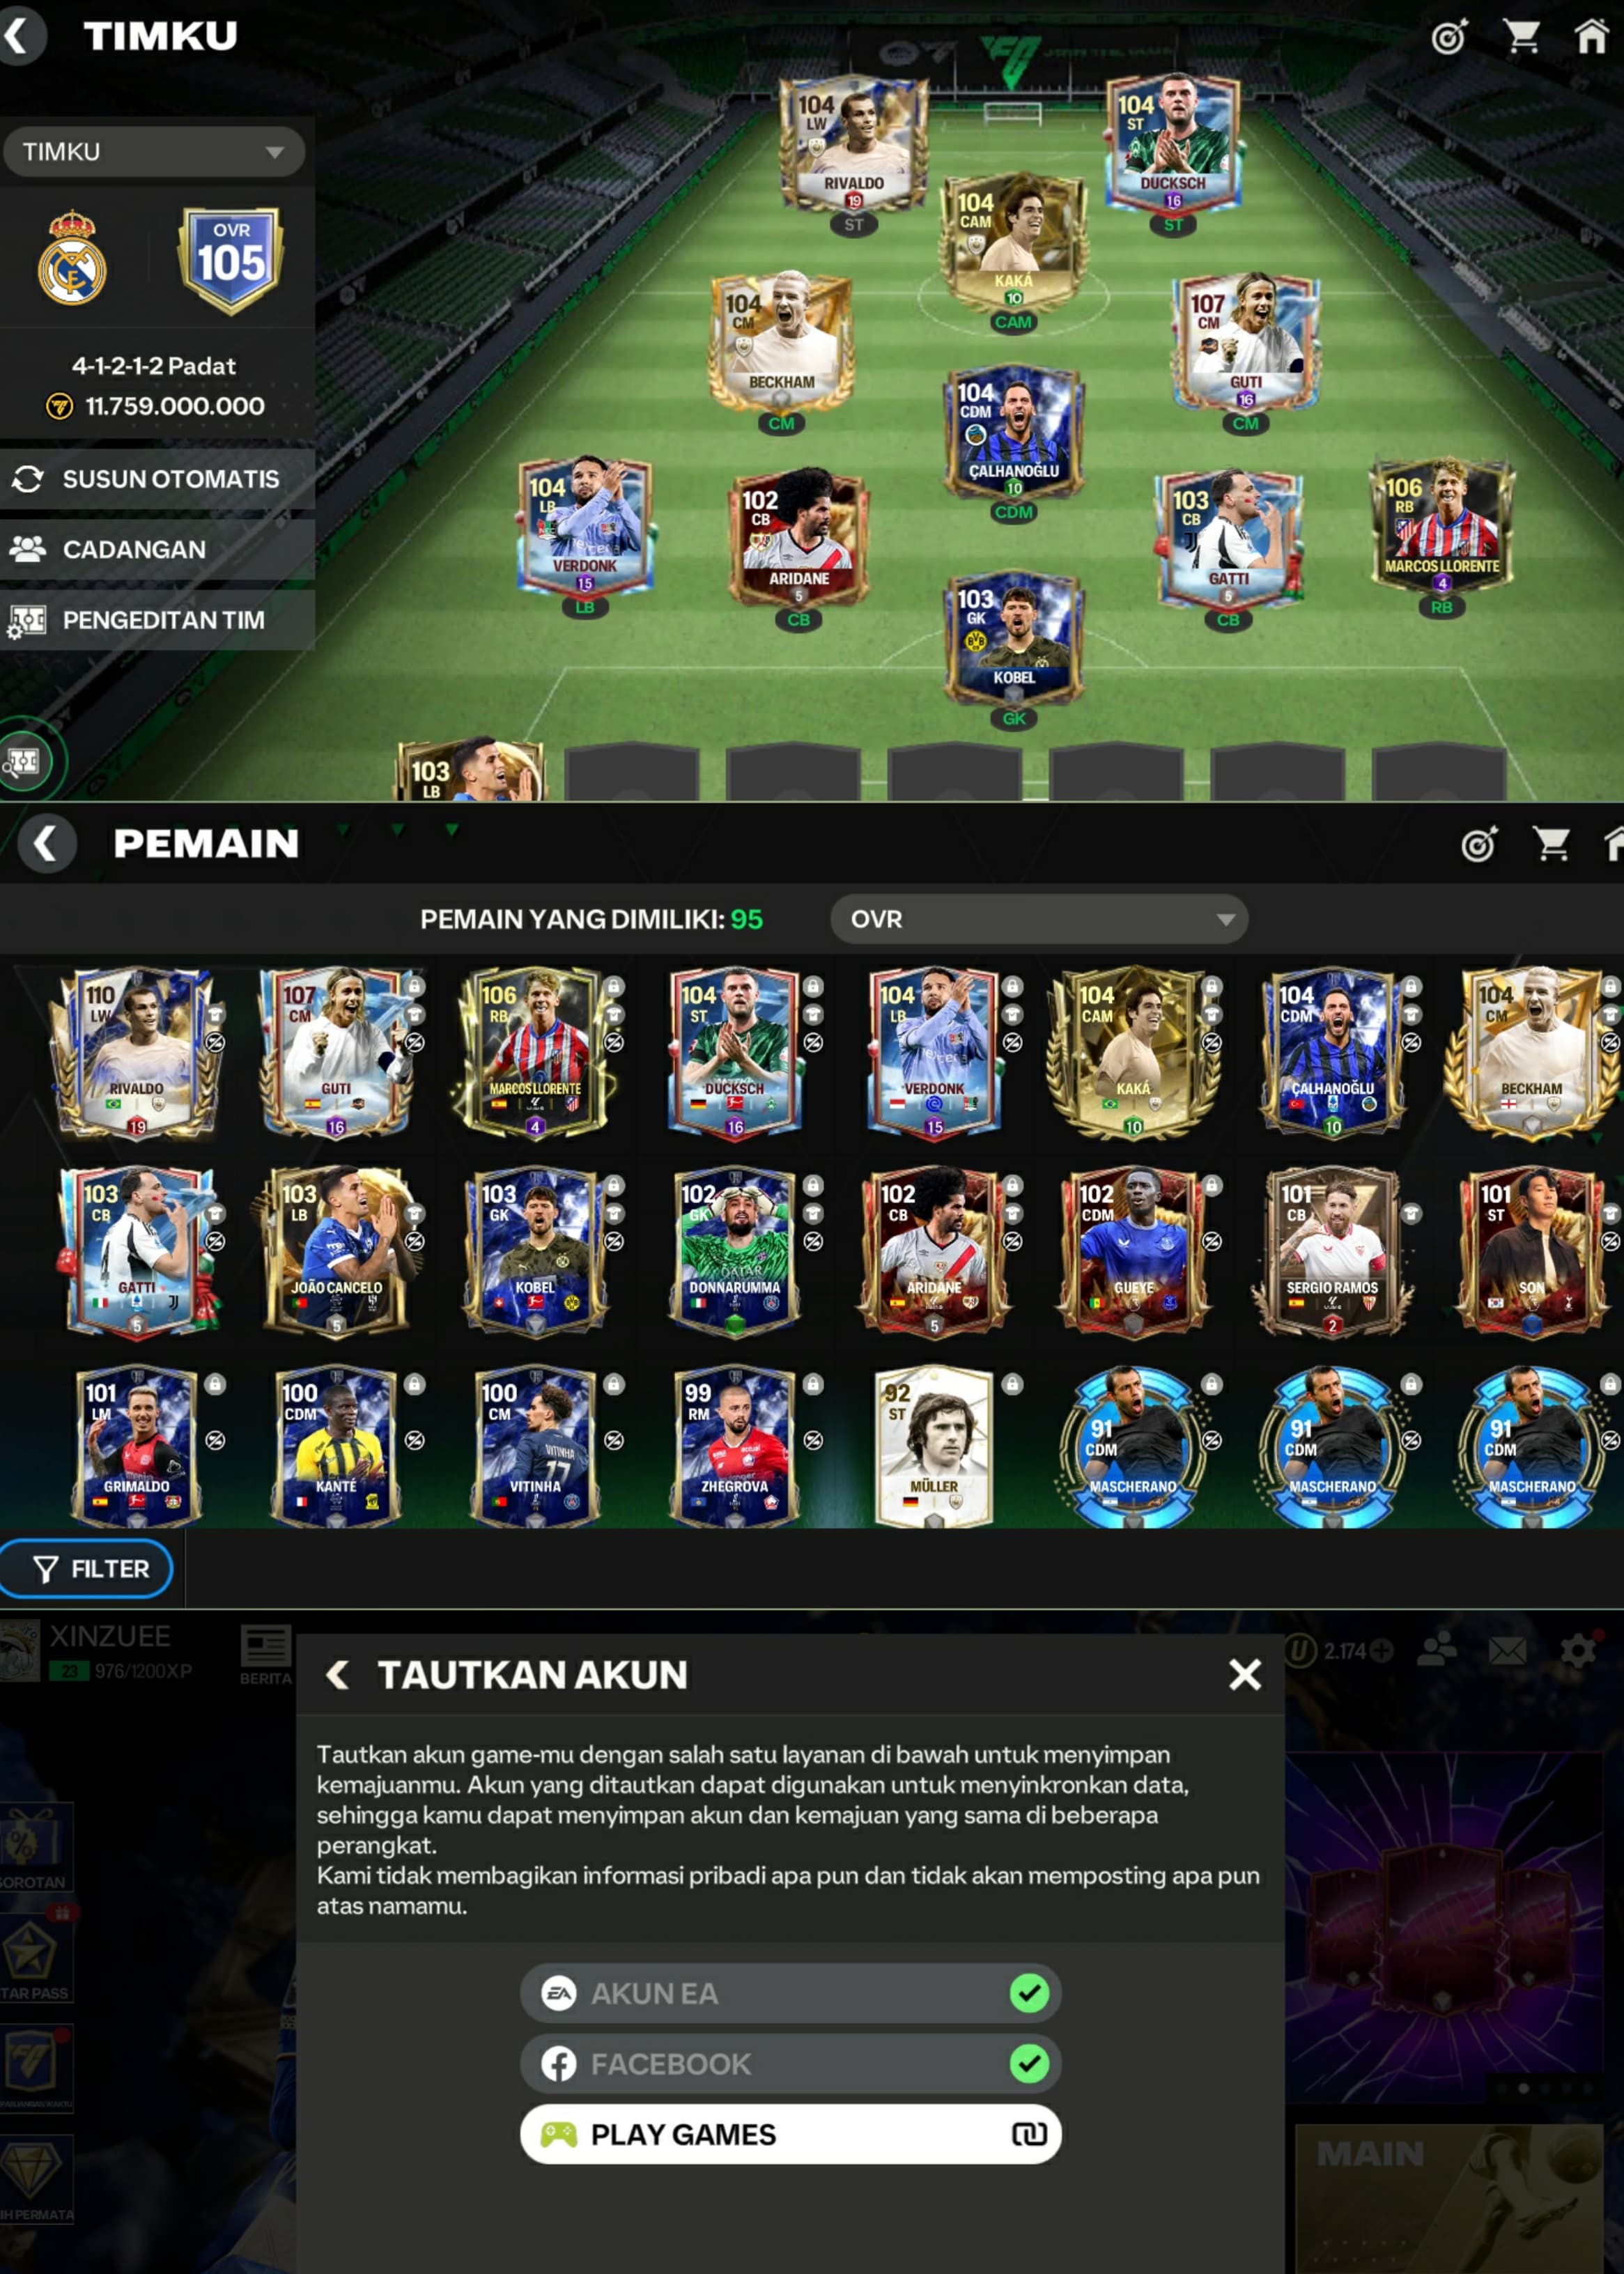 TIMKU
TIMKU
OVR
105
4-1-2-1-2 Padat
11.759.000.000
SUSUN OTOMATIS
CADANGAN
PENGEDITAN TIM
104
LW
RIVALDO
19
ST
104
ST
DUCKSCH
16
ST
104
CAM
KAKÁ
10
CAM
104
CM
BECKHAM
CM
107
CM
GUTI
16
CM
104
CDM
ÇALHANOĞLU
10
CDM
104
LB
VERDONK
15
LB
102
CB
ARIDANE
5
CB
103
CB
GATTI
5
CB
106
RB
MARCOS LLORENTE
4
RB
103
GK
KOBEL
GK
103
LB
PEMAIN
PEMAIN YANG DIMILIKI: 95
OVR
110
LW
RIVALDO
19
107
CM
GUTI
16
106
RB
MARCOS LLORENTE
4
104
ST
DUCKSCH
16
104
LB
VERDONK
15
104
CAM
KAKÁ
10
104
CDM
ÇALHANOĞLU
10
104
CM
BECKHAM
103
CB
GATTI
5
103
LB
JOÃO CANCELO
5
103
GK
KOBEL
102
GK
DONNARUMMA
102
CB
ARIDANE
5
102
CDM
GUEYE
101
CB
SERGIO RAMOS
2
101
ST
SON
101
LM
GRIMALDO
100
CDM
KANTÉ
100
CM
VITINHA
17
VITINHA
99
RM
ZHEGROVA
92
ST
MÜLLER
91
CDM
MASCHERANO
91
CDM
MASCHERANO
91
CDM
MASCHERANO
FILTER
XINZUEE
23 976/1200XP
BERITA
2.174
TAUTKAN AKUN
Tautkan akun game-mu dengan salah satu layanan di bawah untuk menyimpan
kemajuanmu. Akun yang ditautkan dapat digunakan untuk menyinkronkan data,
sehingga kamu dapat menyimpan akun dan kemajuan yang sama di beberapa
perangkat.
Kami tidak membagikan informasi pribadi apa pun dan tidak akan memposting apa pun
atas namamu.
AKUN EA
FACEBOOK
PLAY GAMES
SOROTAN
TAR PASS
IH PERMATA
MAIN